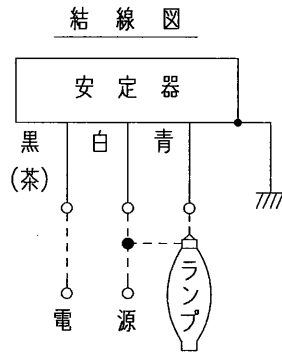 結線図
安定器
黒 白 青
(茶)
ランプ
電 源